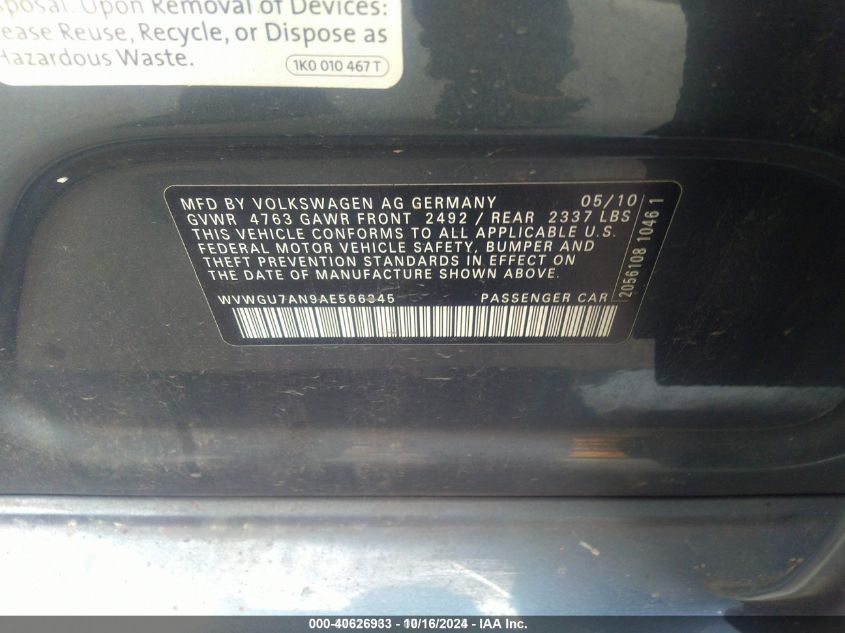 posal. Upon Removal of Devices:
ease Reuse, Recycle, or Dispose as
Hazardous Waste.
1K0 010 467 T
MFD BY VOLKSWAGEN AG GERMANY 05/10
GVWR 4763 GAWR FRONT 2492 / REAR 2337 LBS
THIS VEHICLE CONFORMS TO ALL APPLICABLE U.S.
FEDERAL MOTOR VEHICLE SAFETY, BUMPER AND
THEFT PREVENTION STANDARDS IN EFFECT ON
THE DATE OF MANUFACTURE SHOWN ABOVE.
WVWGU7AN9AE566345 PASSENGER CAR
2056108 1046 1
000-40626933 - 10/16/2024 - IAA Inc.